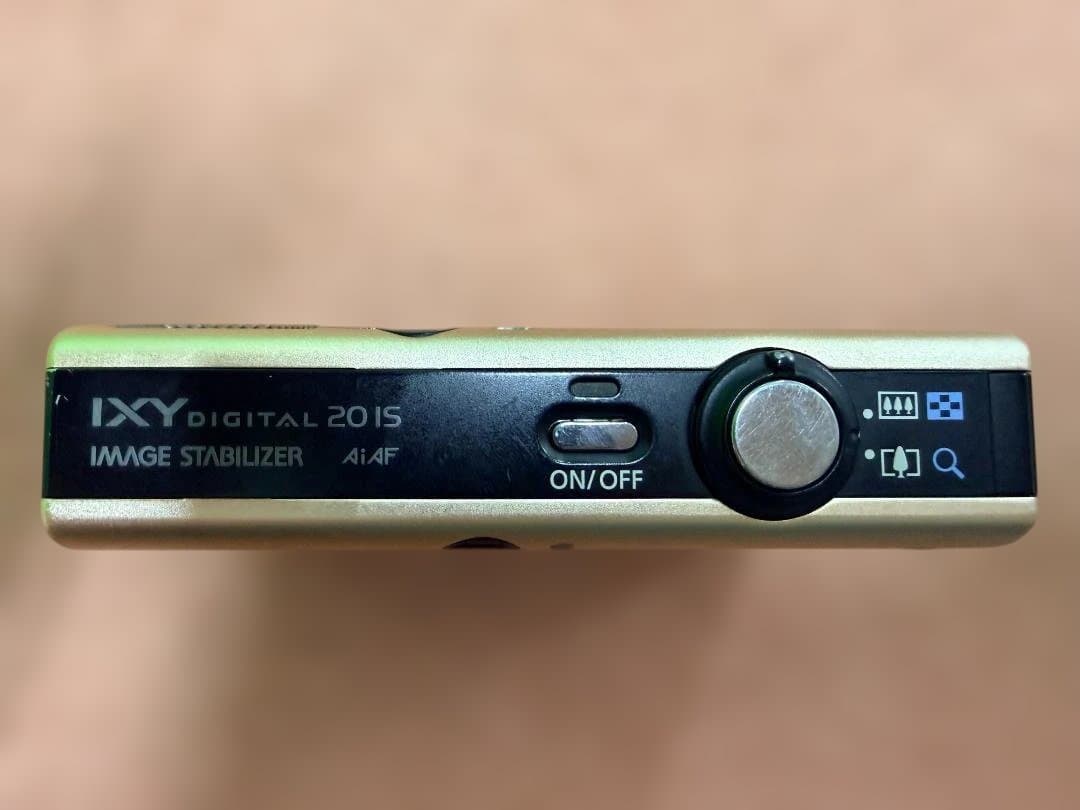 IXY DIGITAL 20 IS
IMAGE STABILIZER AiAF
ON/OFF